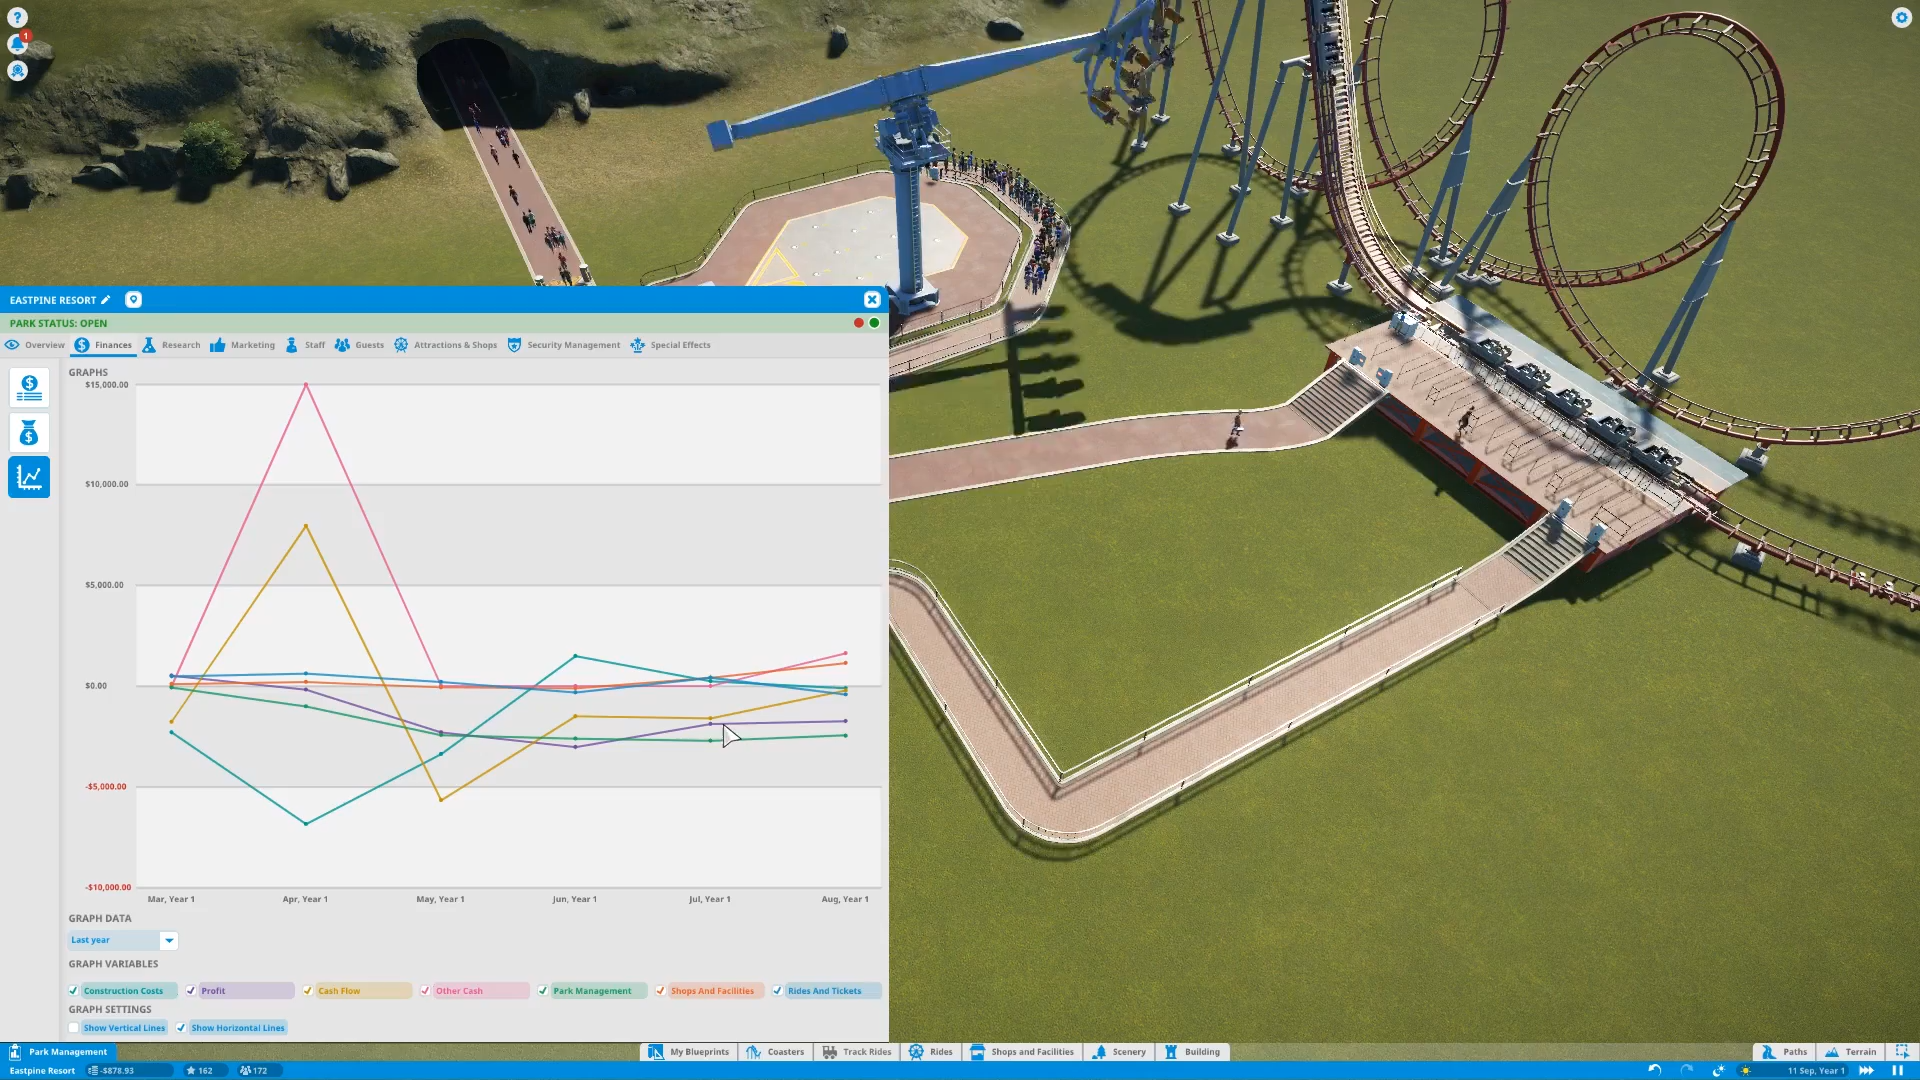 ?
1
EASTPINE RESORT
PARK STATUS: OPEN
Overview Finances Research Marketing Staff Guests Attractions & Shops Security Management Special Effects
GRAPHS
$15,000.00
$10,000.00
$5,000.00
$0.00
-$5,000.00
-$10,000.00
Mar, Year 1 Apr, Year 1 May, Year 1 Jun, Year 1 Jul, Year 1 Aug, Year 1
GRAPH DATA
Last year
GRAPH VARIABLES
Construction Costs Profit Cash Flow Other Cash Park Management Shops And Facilities Rides And Tickets
GRAPH SETTINGS
Show Vertical Lines Show Horizontal Lines
Park Management My Blueprints Coasters Track Rides Rides Shops and Facilities Scenery Building Paths Terrain
Eastpine Resort -$878.93 162 172 11 Sep, Year 1